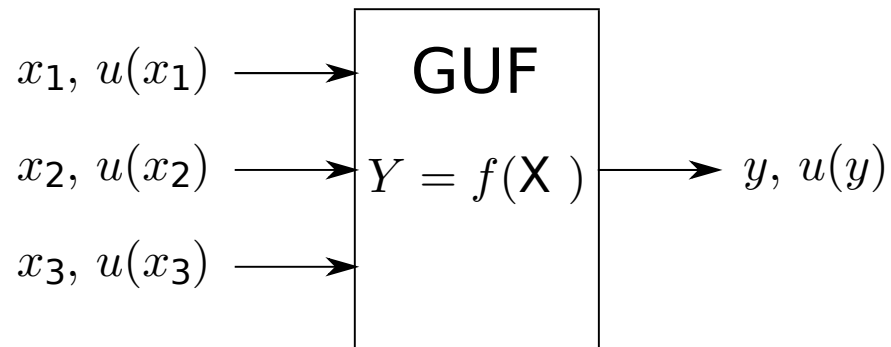 GUF
x₁, u(x₁)
x₂, u(x₂)
Y = f(X )
y, u(y)
x₃, u(x₃)